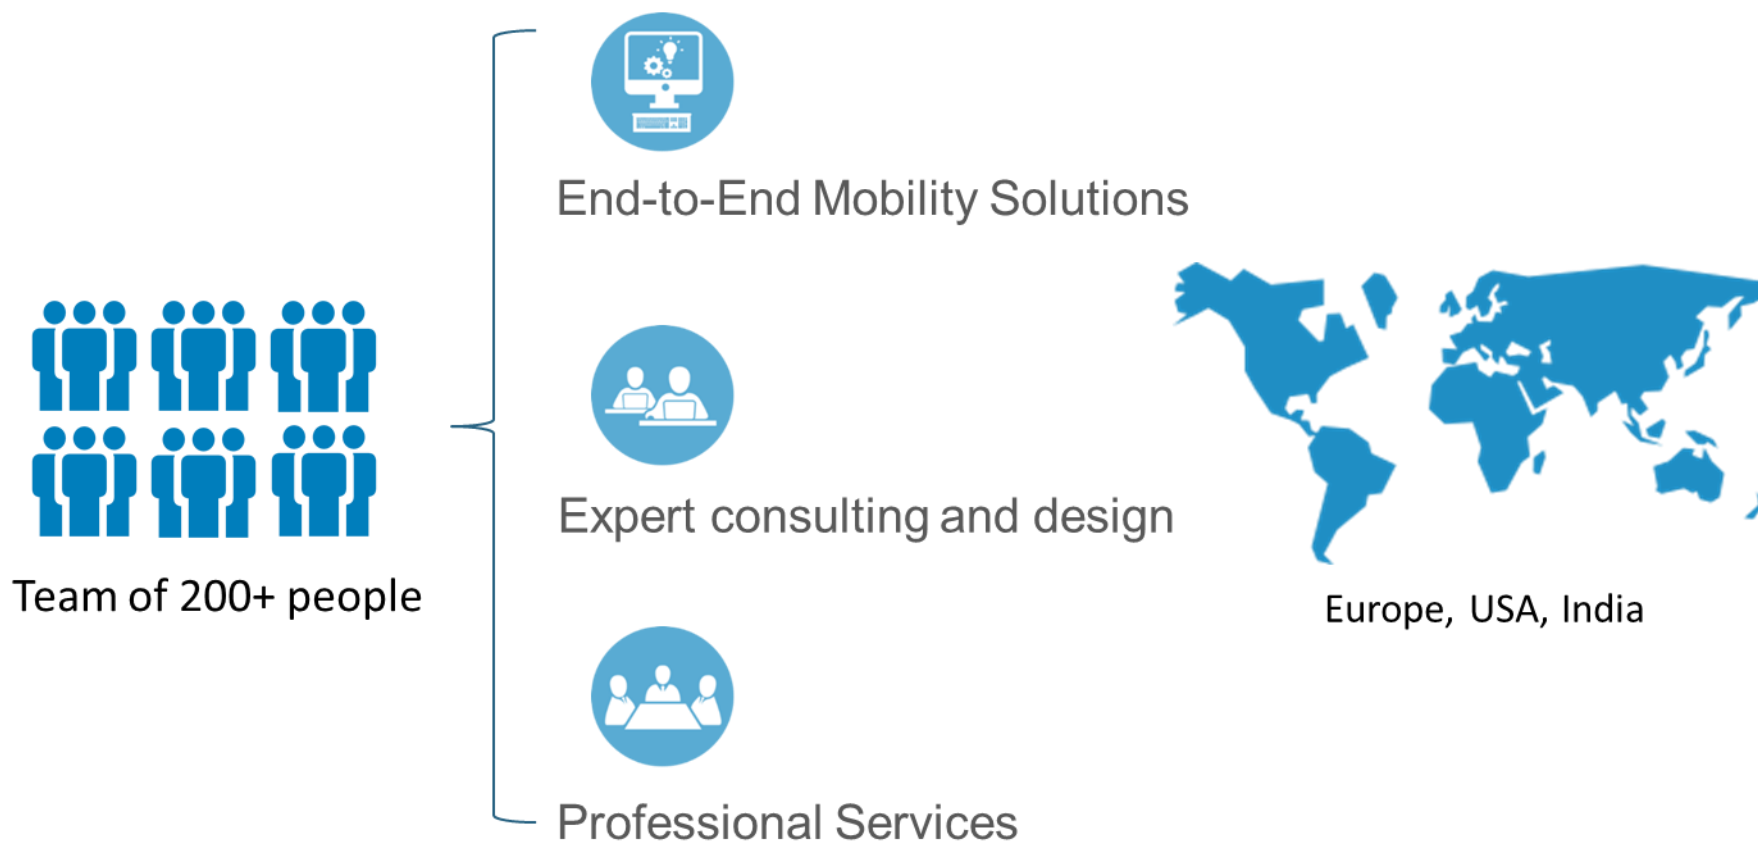 End-to-End Mobility Solutions
Expert consulting and design
Team of 200+ people
Europe, USA, India
Professional Services